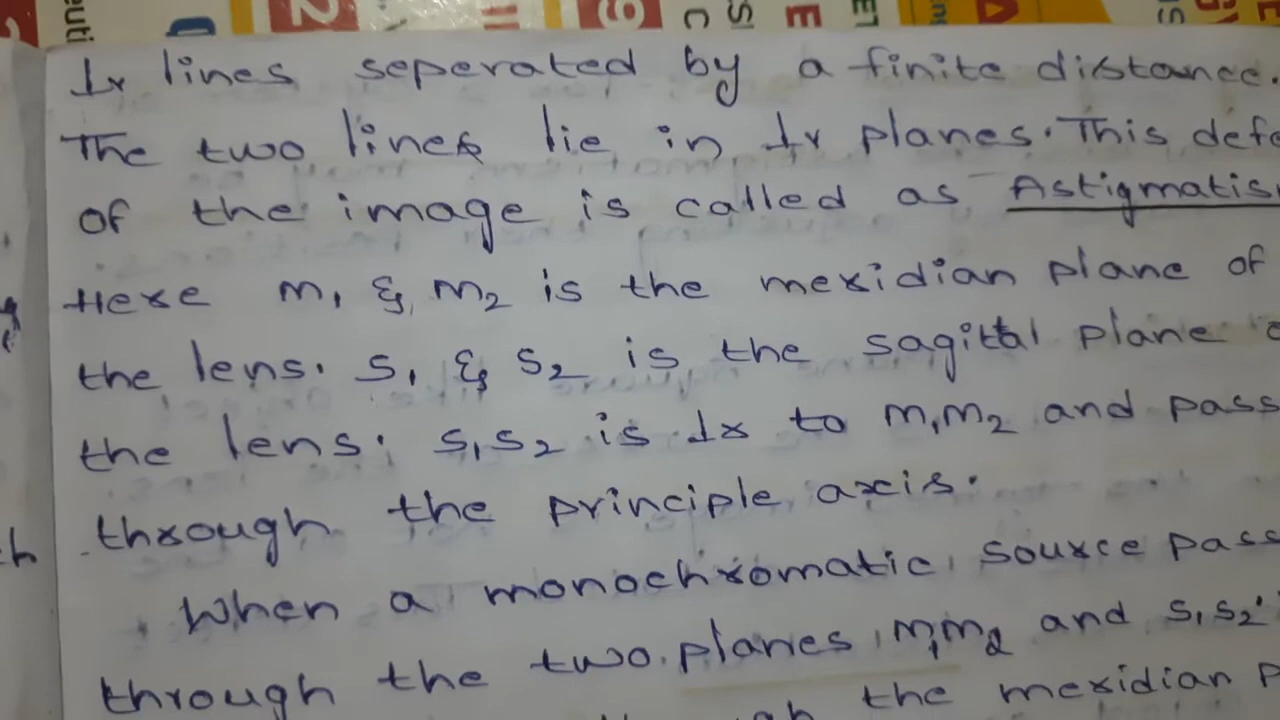 ⊥r lines seperated by a finite distance.
The two lines lie in ⊥r planes. This defe
of the image is called as Astigmatis
Here m₁ & m₂ is the meridian plane of
the lens. S₁ & S₂ is the sagittal plane
the lens. S₁S₂ is ⊥r to m₁m₂ and pass
through the principle axis.
When a monochromatic source pass
through the two planes m₁m₂ and S₁S₂
the meridian p